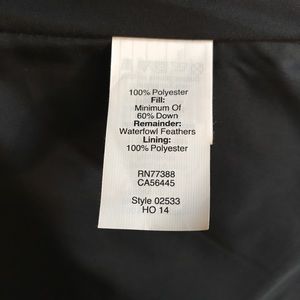 100% Polyester
Fill:
Minimum Of
60% Down
Remainder:
Waterfowl Feathers
Lining:
100% Polyester
RN77388
CA56445
Style 02533
HO 14